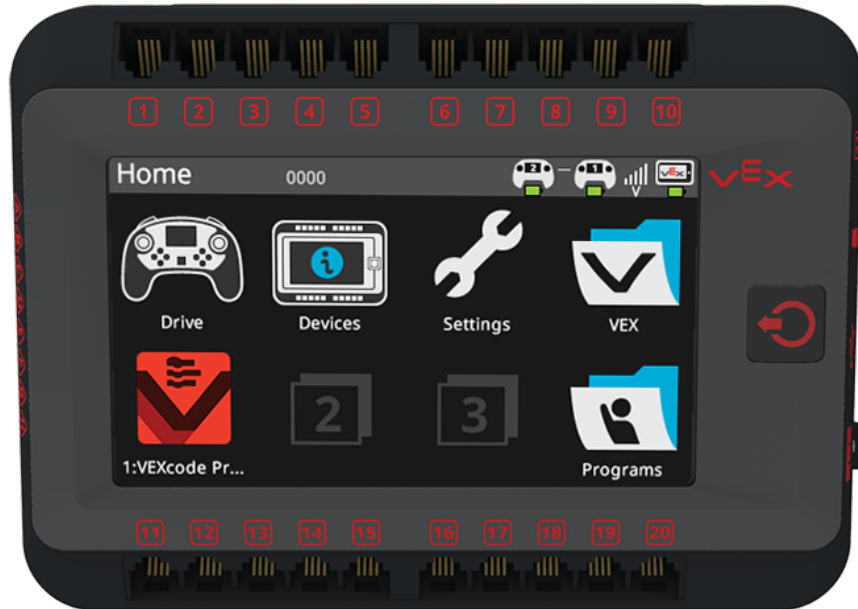 1 2 3 4 5 6 7 8 9 10
Home 0000 2 1 V VEX VEX
Drive Devices Settings VEX
2 3
1:VEXcode Pr... Programs
11 12 13 14 15 16 17 18 19 20